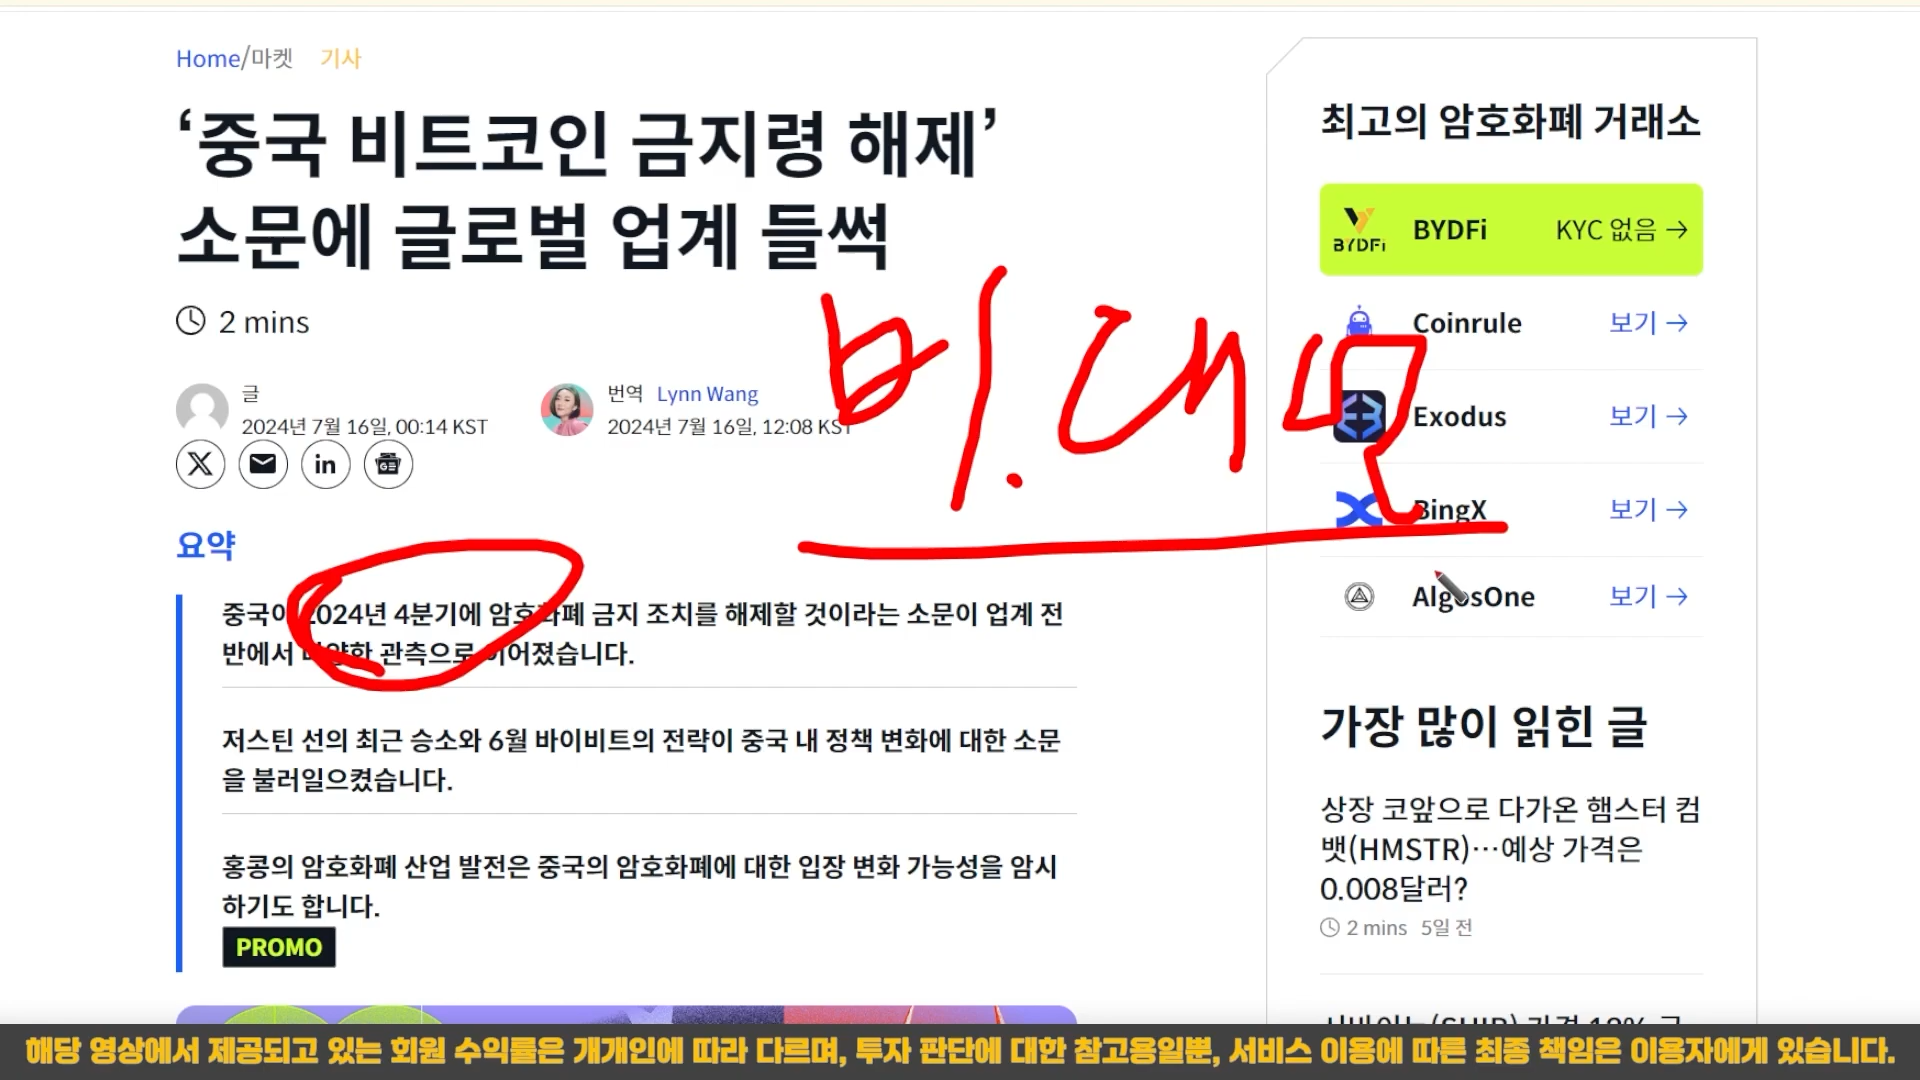 Home/마켓 기사
‘중국 비트코인 금지령 해제’
소문에 글로벌 업계 들썩
2 mins
글
2024년 7월 16일, 00:14 KST
번역 Lynn Wang
2024년 7월 16일, 12:08 KST
요약
중국이 2024년 4분기에 암호화폐 금지 조치를 해제할 것이라는 소문이 업계 전
반에서 다양한 관측으로 이어졌습니다.
저스틴 선의 최근 승소와 6월 바이비트의 전략이 중국 내 정책 변화에 대한 소문
을 불러일으켰습니다.
홍콩의 암호화폐 산업 발전은 중국의 암호화폐에 대한 입장 변화 가능성을 암시
하기도 합니다.
PROMO
비.대면
최고의 암호화폐 거래소
BYDFi BYDFi KYC 없음 →
Coinrule 보기 →
Exodus 보기 →
BingX 보기 →
AlgosOne 보기 →
가장 많이 읽힌 글
상장 코앞으로 다가온 햄스터 컴
뱃(HMSTR)…예상 가격은
0.008달러?
2 mins 5일 전
해당 영상에서 제공되고 있는 회원 수익률은 개개인에 따라 다르며, 투자 판단에 대한 참고용일뿐, 서비스 이용에 따른 최종 책임은 이용자에게 있습니다.